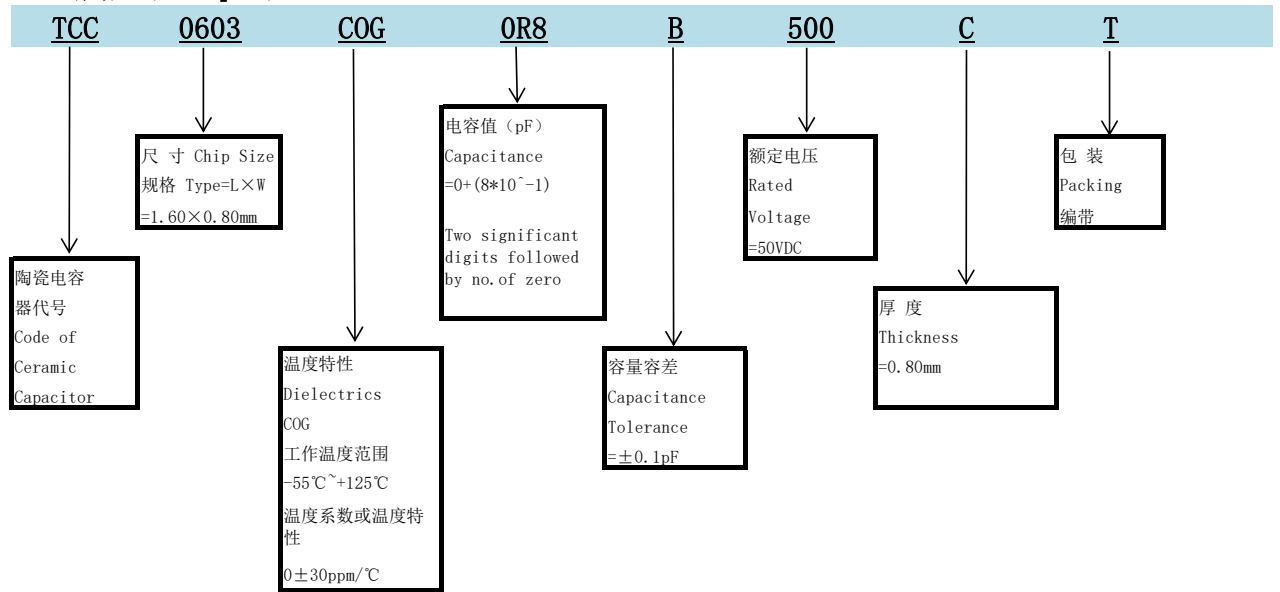 TCC 0603 COG 0R8 B 500 C T
陶瓷电容
器代号
Code of
Ceramic
Capacitor
尺 寸 Chip Size
规格 Type=L×W
=1.60×0.80mm
温度特性
Dielectrics
COG
工作温度范围
-55℃~+125℃
温度系数或温度特
性
0±30ppm/℃
电容值（pF）
Capacitance
=0+(8*10^-1)
Two significant
digits followed
by no.of zero
容量容差
Capacitance
Tolerance
=±0.1pF
额定电压
Rated
Voltage
=50VDC
厚 度
Thickness
=0.80mm
包 装
Packing
编带